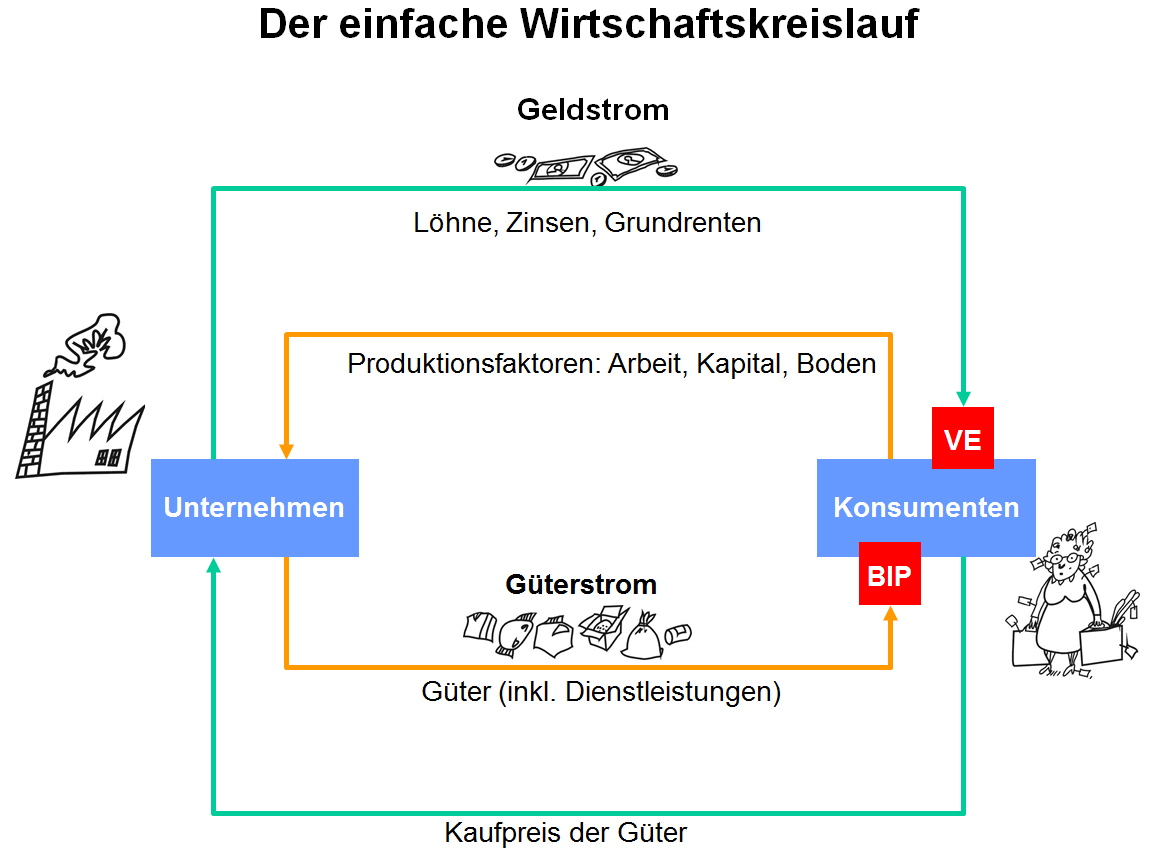 Der einfache Wirtschaftskreislauf
Geldstrom
Löhne, Zinsen, Grundrenten
Produktionsfaktoren: Arbeit, Kapital, Boden
VE
Unternehmen
Konsumenten
BIP
Güterstrom
Güter (inkl. Dienstleistungen)
Kaufpreis der Güter